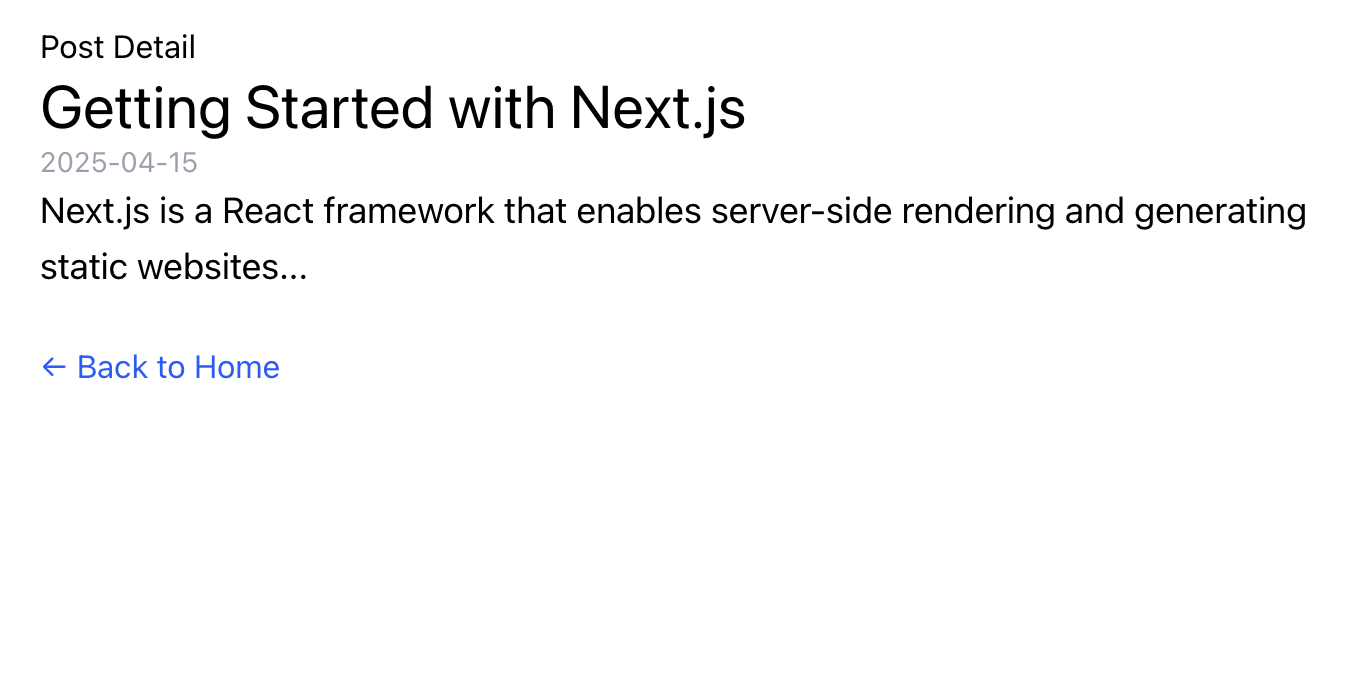 Post Detail
Getting Started with Next.js
2025-04-15
Next.js is a React framework that enables server-side rendering and generating
static websites...
← Back to Home